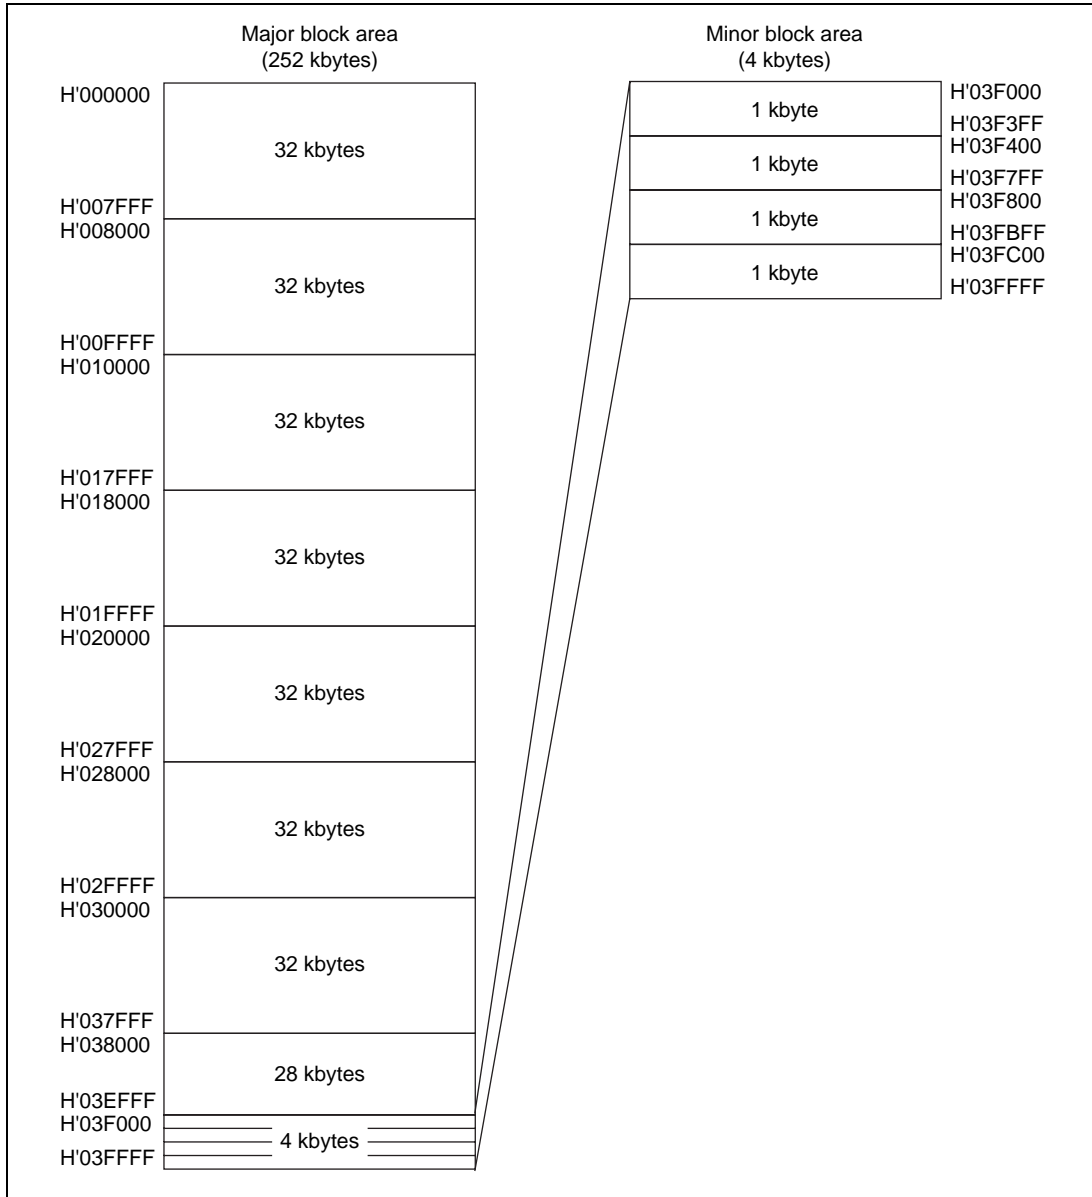 Major block area
(252 kbytes)
H'000000
32 kbytes
H'007FFF
H'008000
32 kbytes
H'00FFFF
H'010000
32 kbytes
H'017FFF
H'018000
32 kbytes
H'01FFFF
H'020000
32 kbytes
H'027FFF
H'028000
32 kbytes
H'02FFFF
H'030000
32 kbytes
H'037FFF
H'038000
28 kbytes
H'03EFFF
H'03F000
4 kbytes
H'03FFFF
Minor block area
(4 kbytes)
H'03F000
1 kbyte
H'03F3FF
H'03F400
1 kbyte
H'03F7FF
H'03F800
1 kbyte
H'03FBFF
H'03FC00
1 kbyte
H'03FFFF